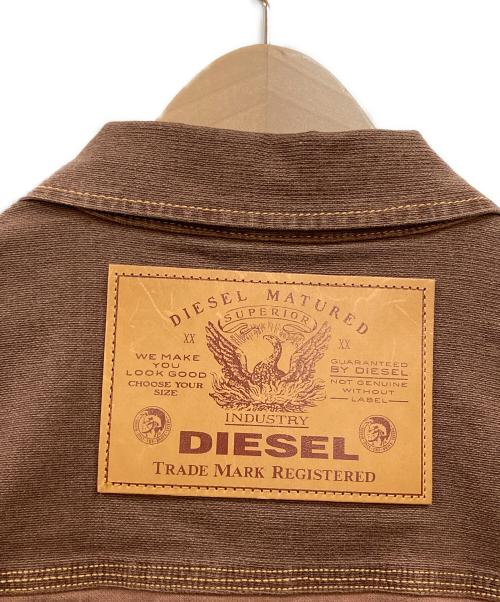 DIESEL MATURED
SUPERIOR
XX XX
WE MAKE
YOU
LOOK GOOD
CHOOSE YOUR
SIZE
GUARANTEED
BY DIESEL
NOT GENUINE
WITHOUT
LABEL
INDUSTRY
DIESEL
TRADE MARK REGISTERED